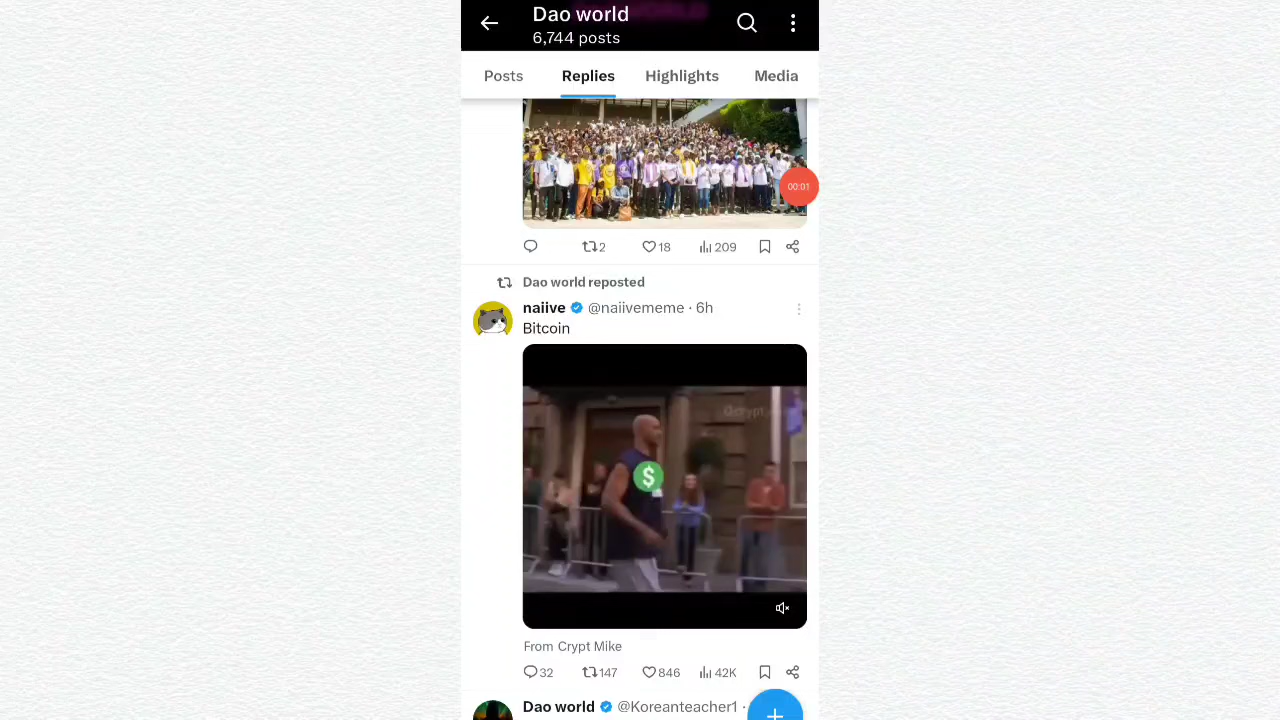 Dao world
6,744 posts
Posts Replies Highlights Media
00:01
2 18 209
Dao world reposted
naiive @naiivememe · 6h
Bitcoin
$
From Crypt Mike
32 147 846 42K
Dao world @Koreanteacher1 ·